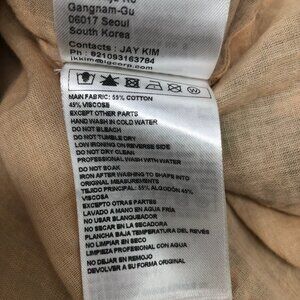 Gangnam-Gu
06017 Seoul
South Korea
Contacts : JAY KIM
Ph : 821093163784
MAIN FABRIC: 55% COTTON
45% VISCOSE
EXCEPT OTHER PARTS
HAND WASH IN COLD WATER
DO NOT BLEACH
DO NOT TUMBLE DRY
LOW IRONING ON REVERSE SIDE
DO NOT DRY CLEAN
PROFESSIONAL WASH WITH WATER
DO NOT SOAK
IRON AFTER WASHING TO SHAPE INTO
ORIGINAL MEASUREMENTS
TEJIDO PRINCIPAL: 55% ALGODÓN 45%
VISCOSE
EXCEPTO OTRAS PARTES
LAVADO A MANO EN AGUA FRÍA
NO USAR BLANQUEADOR
NO SECAR EN LA SECADORA
PLANCHA BAJA TEMPERATURA DEL REVÉS
NO LIMPIAR EN SECO
LIMPIEZA PROFESIONAL CON AGUA
NO DEJAR EN REMOJO
DEVOLVER A SU FORMA ORIGINAL